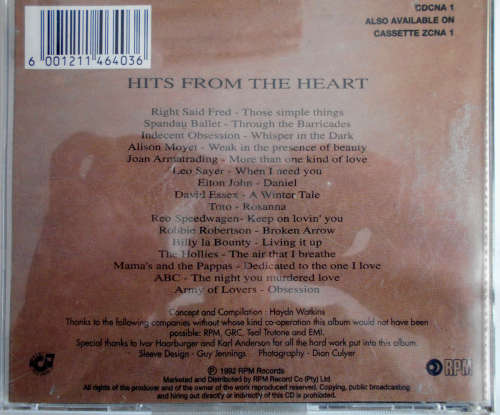 CDCNA 1
ALSO AVAILABLE ON
CASSETTE ZCNA 1
6 001211 464036
HITS FROM THE HEART
Right Said Fred - Those simple things
Spandau Ballet - Through the Barricades
Indecent Obsession - Whisper in the Dark
Alison Moyet - Weak in the presence of beauty
Joan Armatrading - More than one kind of love
Leo Sayer - When I need you
Elton John - Daniel
David Essex - A Winter Tale
Toto - Rosanna
Reo Speedwagen- Keep on lovin' you
Robbie Robertson - Broken Arrow
Billy la Bounty - Living it up
The Hollies - The air that I breathe
Mama's and the Pappas - Dedicated to the one I love
ABC - The night you murdered love
Army of Lovers - Obsession
Concept and Compilation : Haydn Watkins
Thanks to the following companies without whose kind co-operation this album would not have been
possible: RPM, GRC, Teal Trutone and EMI.
Special thanks to Ivor Haarburger and Karl Anderson for all the hard work put into this album.
Sleeve Design - Guy Jennings. Photography - Dian Culyer
℗ 1992 RPM Records
Marketed and Distributed by RPM Record Co (Pty) Ltd
All rights of the producer and of the owner of the work reproduced reserved. Copying, public broadcasting
and hiring out directly or indirectly of this CD is prohibited.
RPM